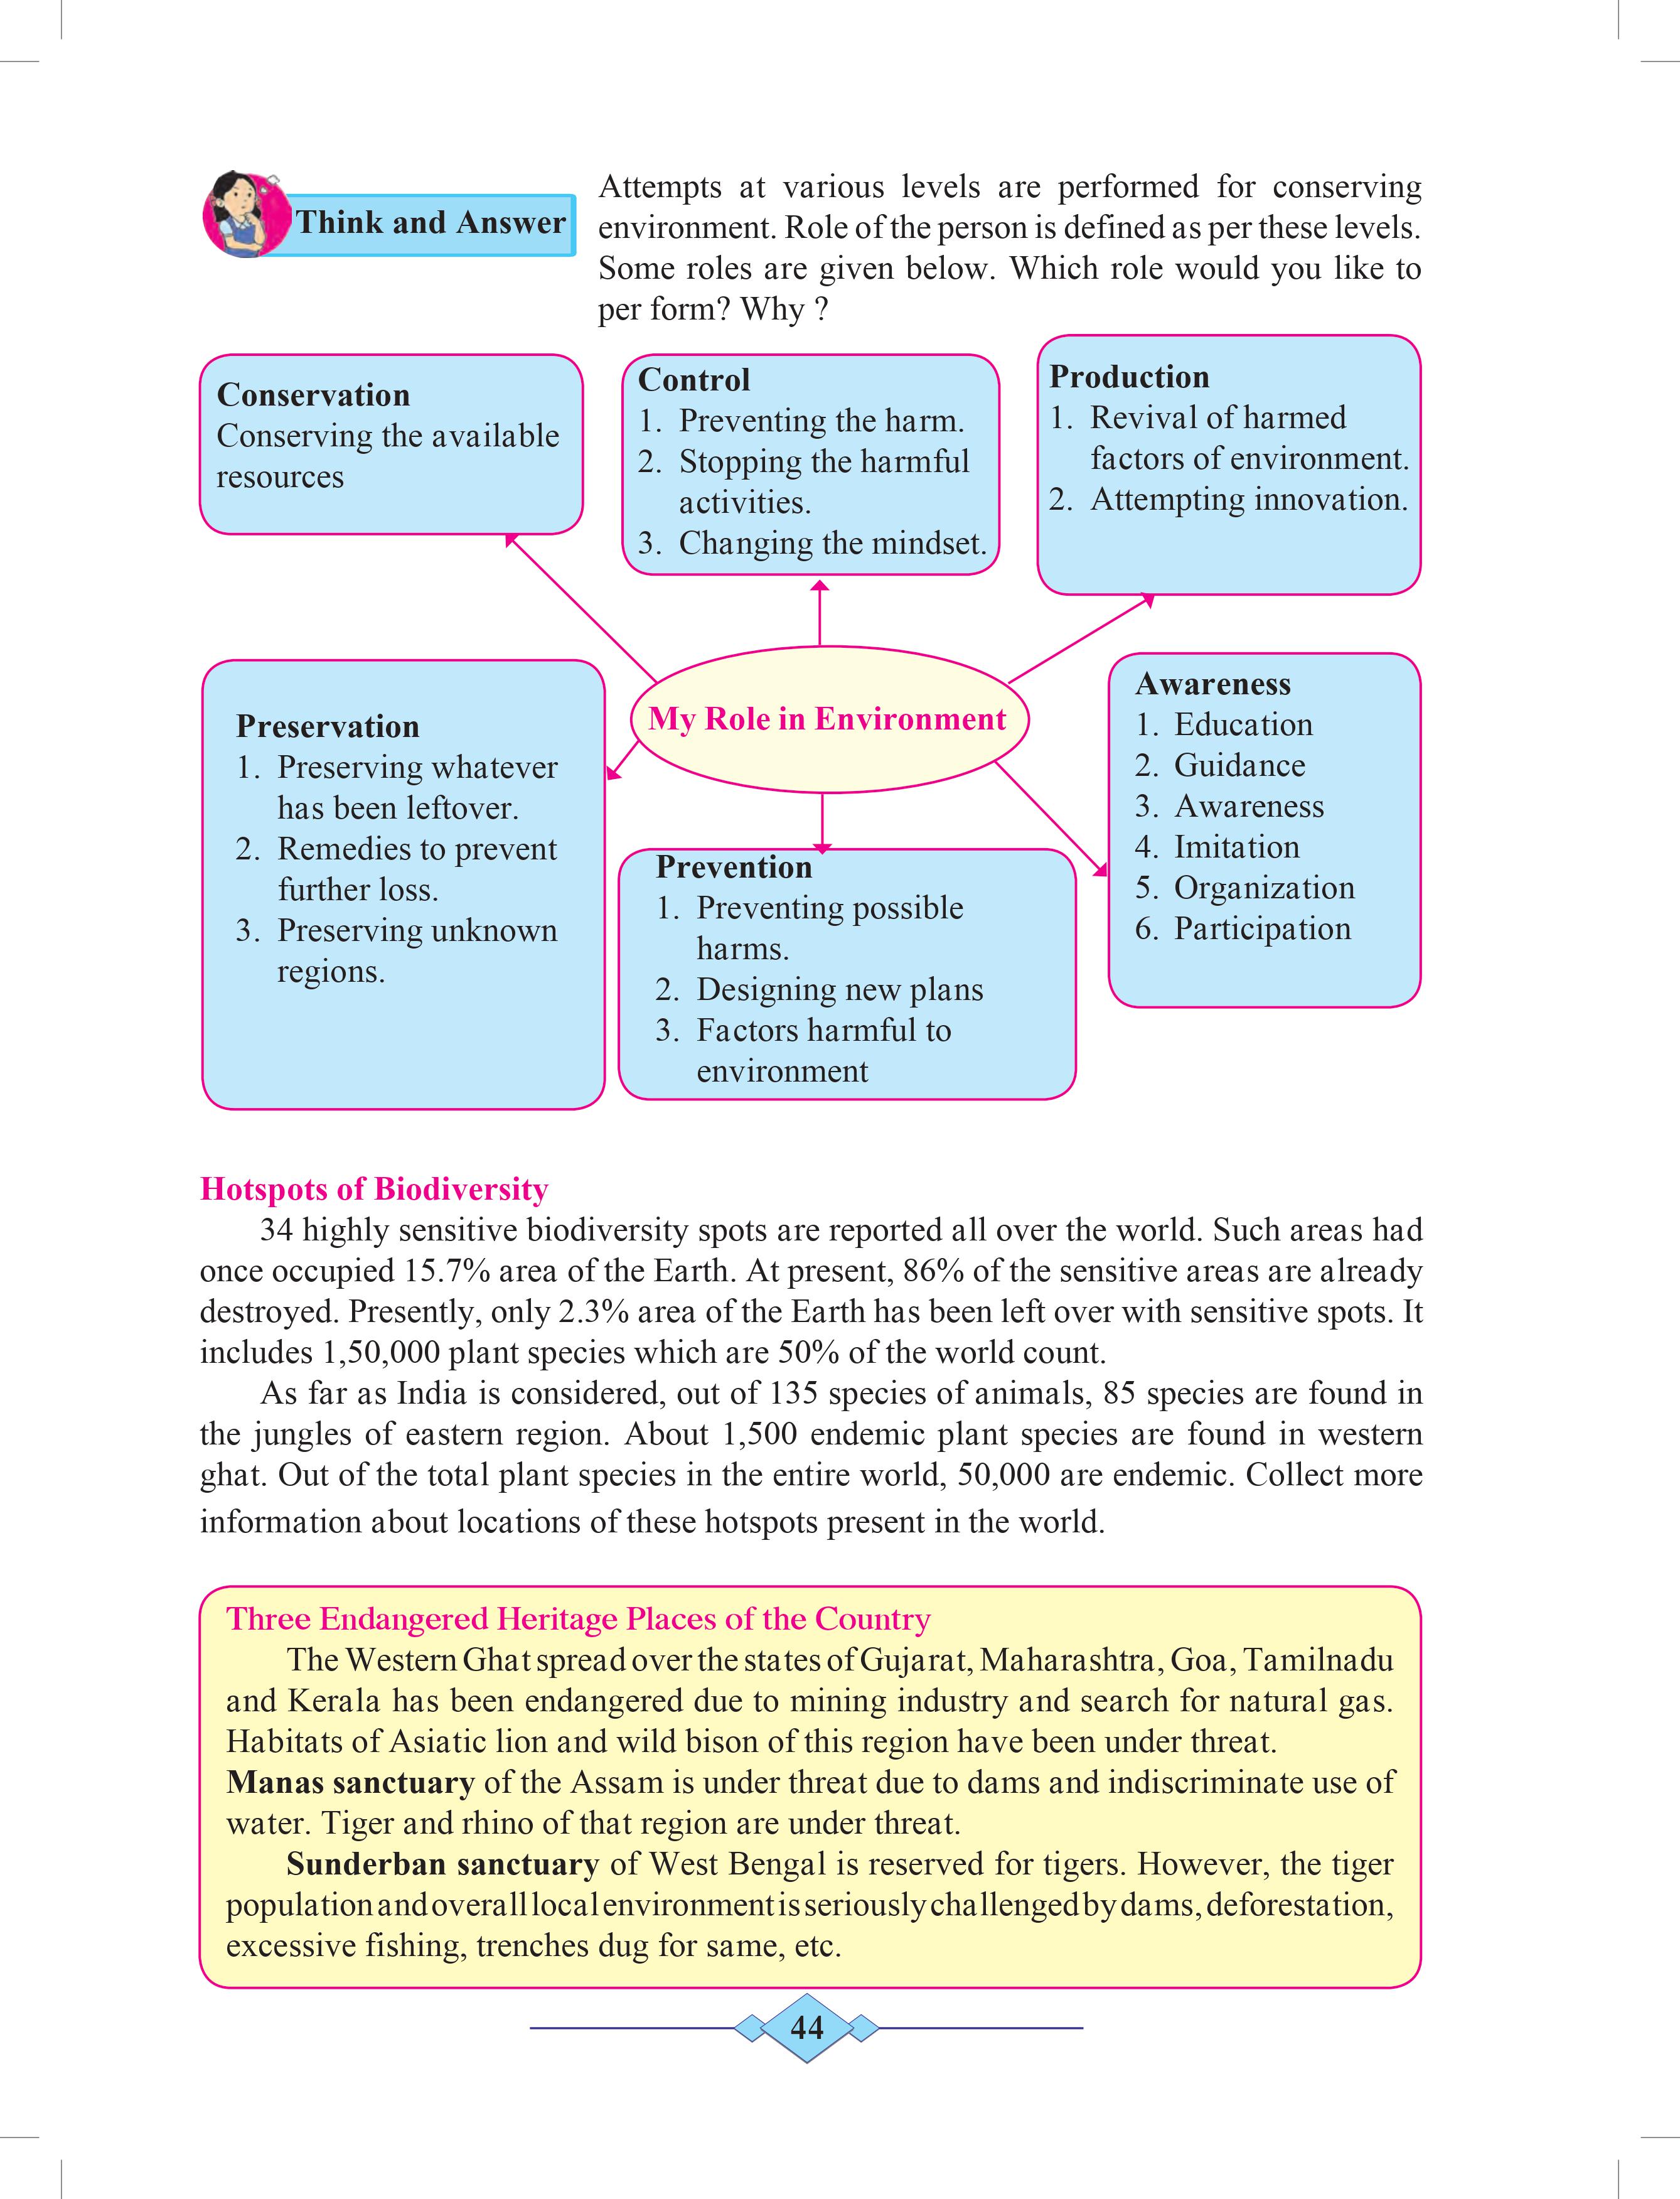 Think and Answer
Attempts at various levels are performed for conserving
environment. Role of the person is defined as per these levels.
Some roles are given below. Which role would you like to
per form? Why ?
Conservation
Conserving the available
resources
Control
1. Preventing the harm.
2. Stopping the harmful
activities.
3. Changing the mindset.
Production
1. Revival of harmed
factors of environment.
2. Attempting innovation.
My Role in Environment
Preservation
1. Preserving whatever
has been leftover.
2. Remedies to prevent
further loss.
3. Preserving unknown
regions.
Prevention
1. Preventing possible
harms.
2. Designing new plans
3. Factors harmful to
environment
Awareness
1. Education
2. Guidance
3. Awareness
4. Imitation
5. Organization
6. Participation
Hotspots of Biodiversity
34 highly sensitive biodiversity spots are reported all over the world. Such areas had
once occupied 15.7% area of the Earth. At present, 86% of the sensitive areas are already
destroyed. Presently, only 2.3% area of the Earth has been left over with sensitive spots. It
includes 1,50,000 plant species which are 50% of the world count.
As far as India is considered, out of 135 species of animals, 85 species are found in
the jungles of eastern region. About 1,500 endemic plant species are found in western
ghat. Out of the total plant species in the entire world, 50,000 are endemic. Collect more
information about locations of these hotspots present in the world.
Three Endangered Heritage Places of the Country
The Western Ghat spread over the states of Gujarat, Maharashtra, Goa, Tamilnadu
and Kerala has been endangered due to mining industry and search for natural gas.
Habitats of Asiatic lion and wild bison of this region have been under threat.
Manas sanctuary of the Assam is under threat due to dams and indiscriminate use of
water. Tiger and rhino of that region are under threat.
Sunderban sanctuary of West Bengal is reserved for tigers. However, the tiger
population and overall local environment is seriously challenged by dams, deforestation,
excessive fishing, trenches dug for same, etc.
44